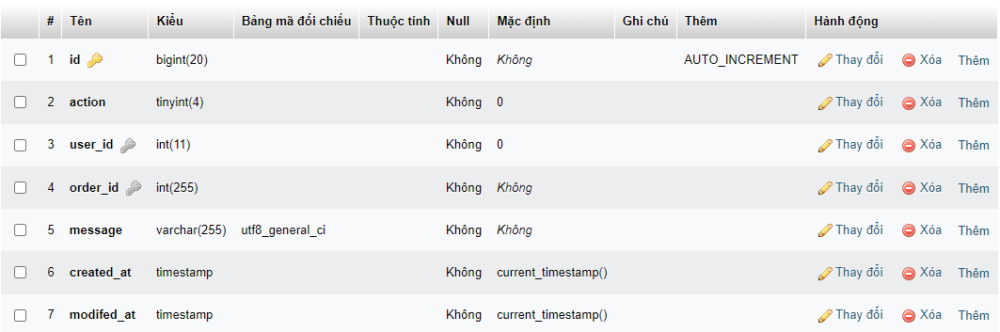 # Tên Kiểu Bảng mã đối chiếu Thuộc tính Null Mặc định Ghi chú Thêm Hành động
1 id bigint(20) Không Không AUTO_INCREMENT Thay đổi Xóa Thêm
2 action tinyint(4) Không 0 Thay đổi Xóa Thêm
3 user_id int(11) Không 0 Thay đổi Xóa Thêm
4 order_id int(255) Không Không Thay đổi Xóa Thêm
5 message varchar(255) utf8_general_ci Không Không Thay đổi Xóa Thêm
6 created_at timestamp Không current_timestamp() Thay đổi Xóa Thêm
7 modifed_at timestamp Không current_timestamp() Thay đổi Xóa Thêm